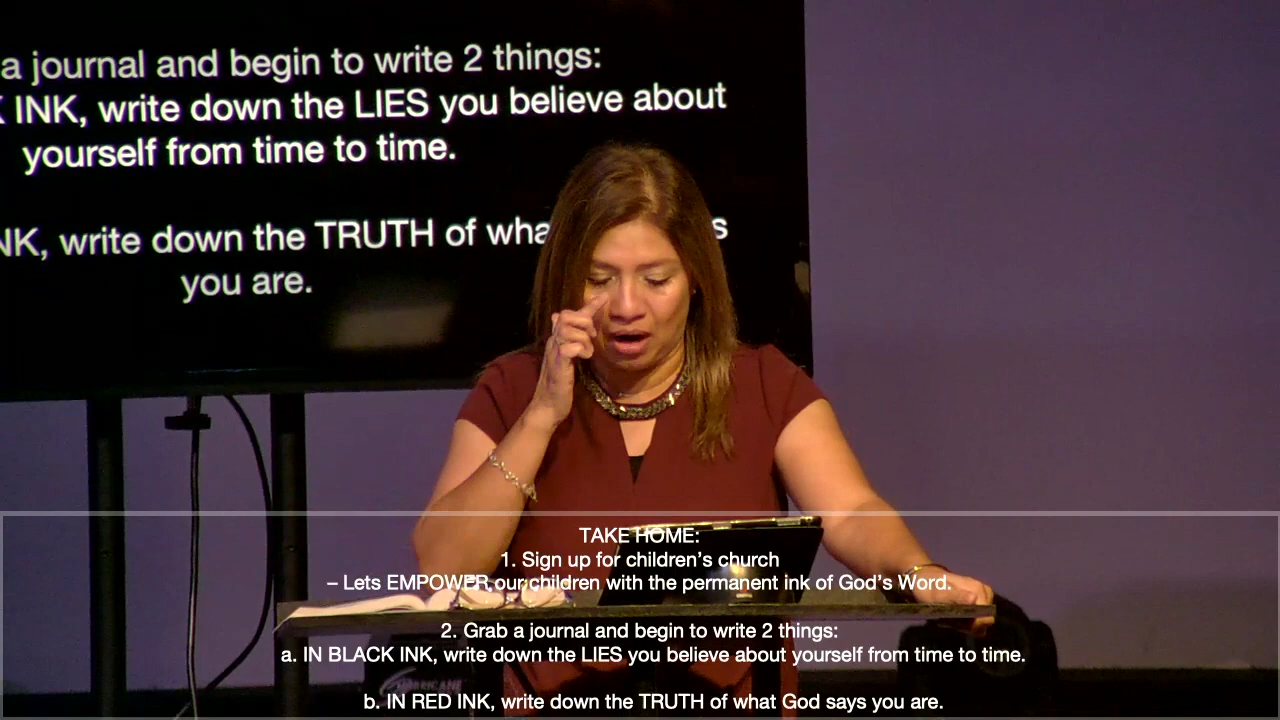 a journal and begin to write 2 things:
INK, write down the LIES you believe about
yourself from time to time.
write down the TRUTH of
you are.
TAKE HOME:
1. Sign up for children's church
– Lets EMPOWER our children with the permanent ink of God's Word.
2. Grab a journal and begin to write 2 things:
a. IN BLACK INK, write down the LIES you believe about yourself from time to time.
b. IN RED INK, write down the TRUTH of what God says you are.